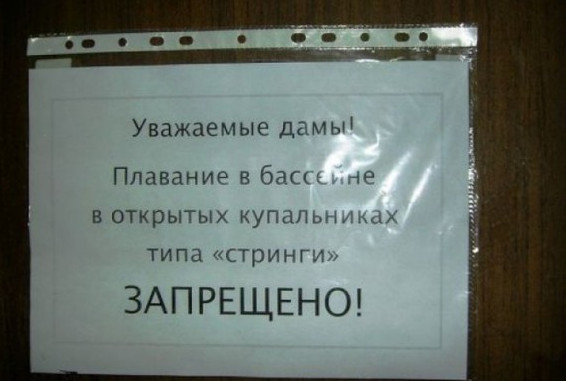 Уважаемые дамы!
Плавание в бассейне
в открытых купальниках
типа «стринги»
ЗАПРЕЩЕНО!